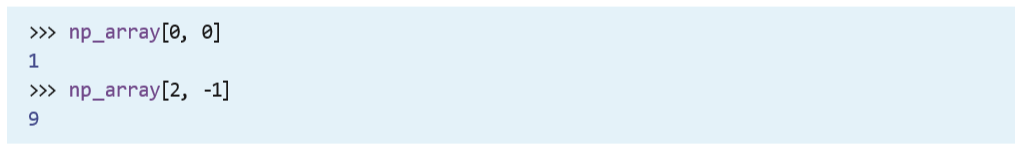 >>> np_array[0, 0]
1
>>> np_array[2, -1]
9